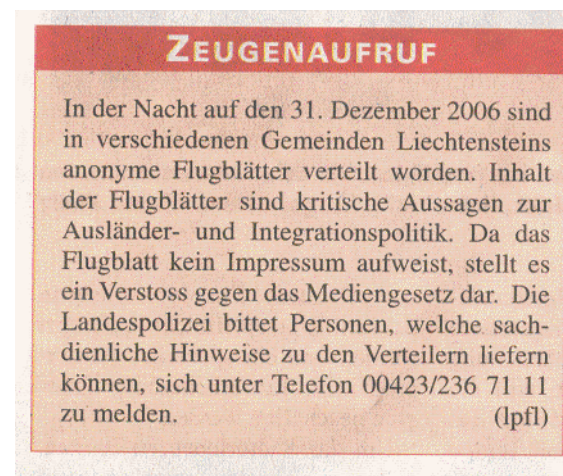 ZEUGENAUFRUF
In der Nacht auf den 31. Dezember 2006 sind
in verschiedenen Gemeinden Liechtensteins
anonyme Flugblätter verteilt worden. Inhalt
der Flugblätter sind kritische Aussagen zur
Ausländer- und Integrationspolitik. Da das
Flugblatt kein Impressum aufweist, stellt es
ein Verstoss gegen das Mediengesetz dar. Die
Landespolizei bittet Personen, welche sach-
dienliche Hinweise zu den Verteilern liefern
können, sich unter Telefon 00423/236 71 11
zu melden. (lpfl)